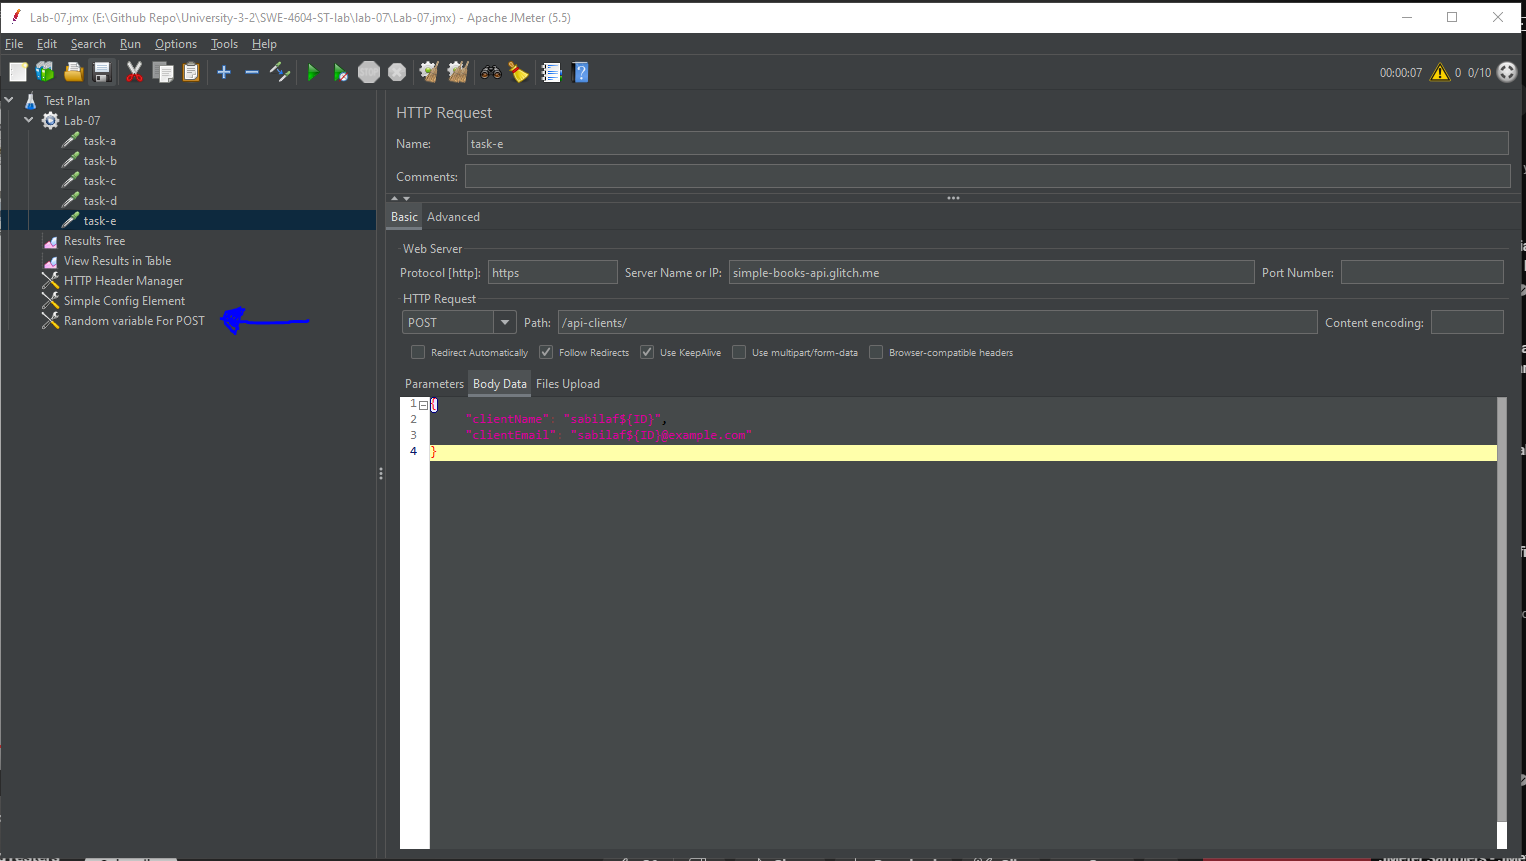 Lab-07.jmx (E:\Github Repo\University-3-2\SWE-4604-ST-lab\lab-07\Lab-07.jmx) - Apache JMeter (5.5)
File Edit Search Run Options Tools Help
STOP
00:00:07 0 0/10
Test Plan
Lab-07
task-a
task-b
task-c
task-d
task-e
Results Tree
View Results in Table
HTTP Header Manager
Simple Config Element
Random variable For POST
HTTP Request
Name: task-e
Comments:
Basic Advanced
Web Server
Protocol [http]: https Server Name or IP: simple-books-api.glitch.me Port Number:
HTTP Request
POST Path: /api-clients/ Content encoding:
Redirect Automatically Follow Redirects Use KeepAlive Use multipart/form-data Browser-compatible headers
Parameters Body Data Files Upload
1 {
2 "clientName": "sabilaf${ID}",
3 "clientEmail": "sabilaf${ID}@example.com"
4 }